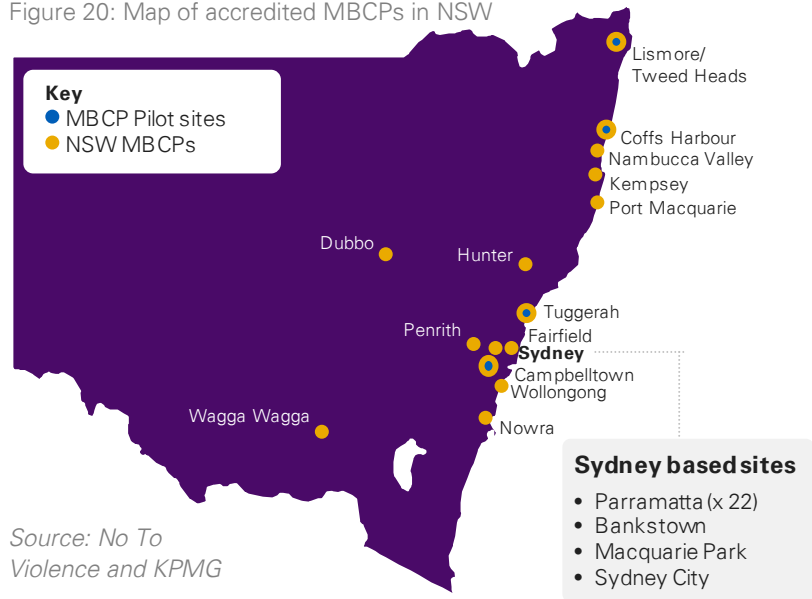 Figure 20: Map of accredited MBCPs in NSW
Key
MBCP Pilot sites
NSW MBCPs
Lismore/
Tweed Heads
Coffs Harbour
Nambucca Valley
Kempsey
Port Macquarie
Dubbo
Hunter
Tuggerah
Penrith
Fairfield
Sydney
Campbelltown
Wollongong
Wagga Wagga
Nowra
Sydney based sites
• Parramatta (x 22)
• Bankstown
• Macquarie Park
• Sydney City
Source: No To
Violence and KPMG